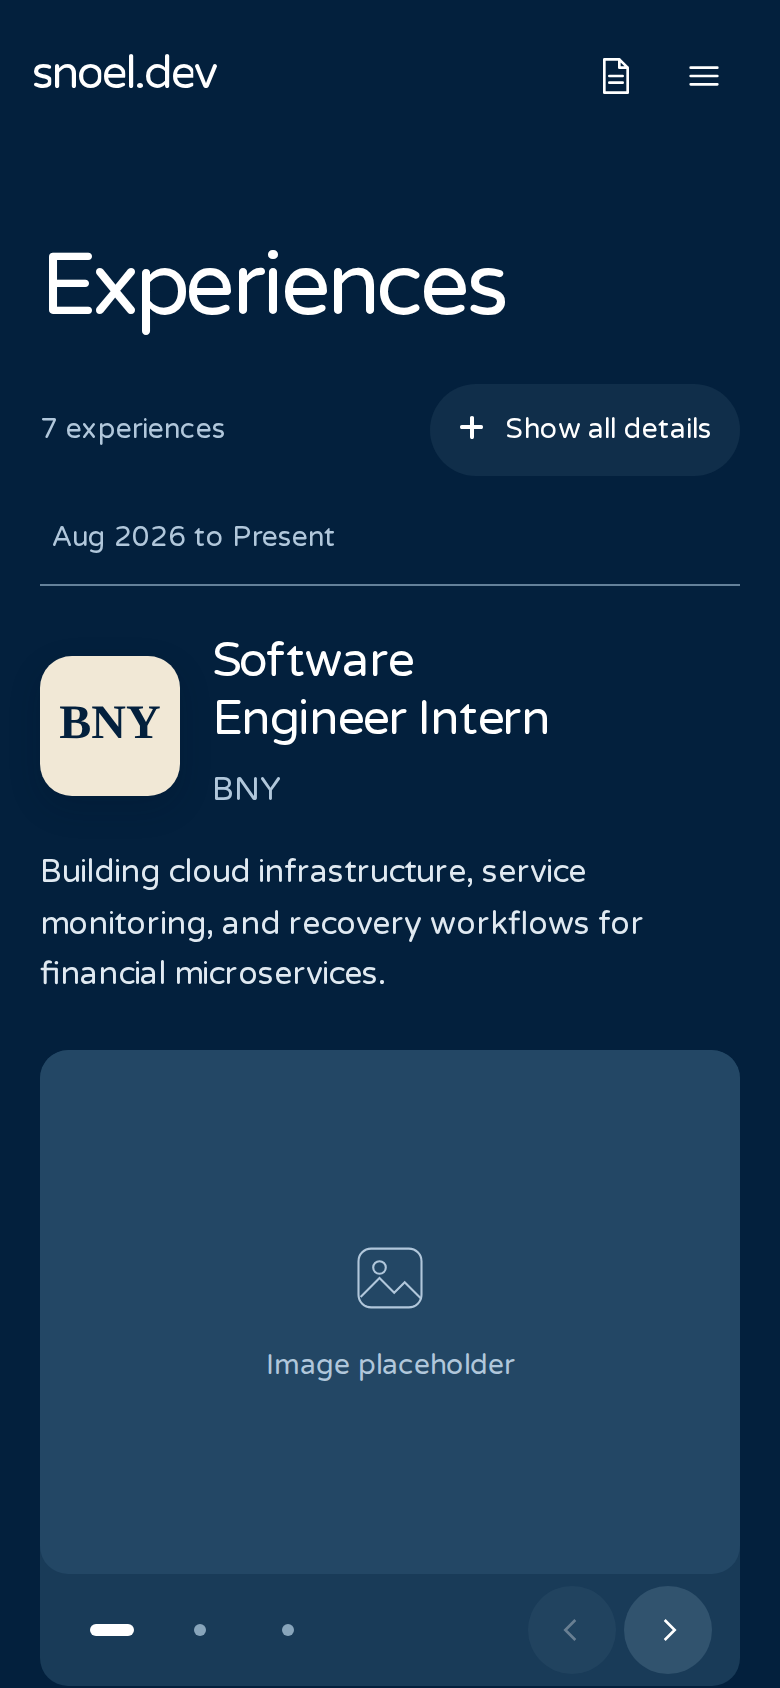 snoel.dev
Experiences
7 experiences
Show all details
Aug 2026 to Present
BNY
Software
Engineer Intern
BNY
Building cloud infrastructure, service
monitoring, and recovery workflows for
financial microservices.
Image placeholder